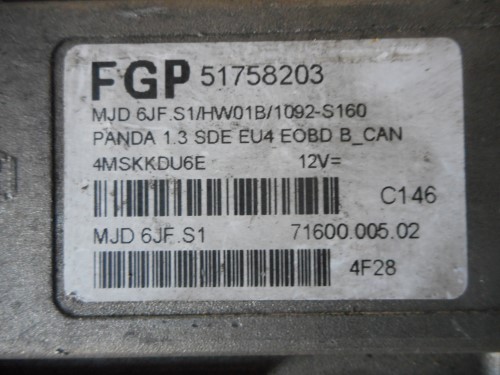 FGP 51758203
MJD 6JF.S1/HW01B/1092-S160
PANDA 1.3 SDE EU4 EOBD B_CAN
4MSKKDU6E 12V=
C146
MJD 6JF.S1 71600.005.02
4F28